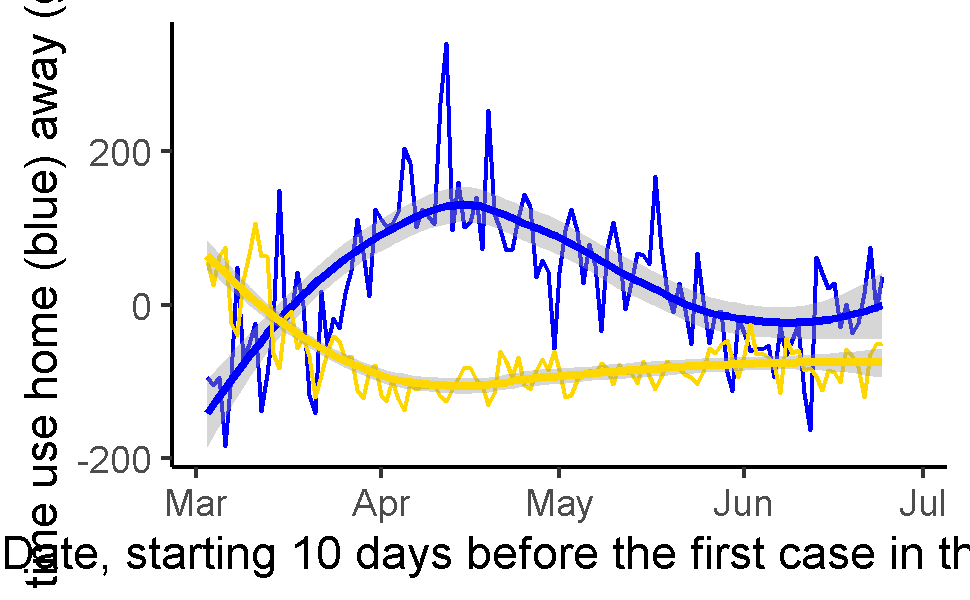 time use home (blue) away (
200
0
-200
Mar Apr May Jun Jul
Date, starting 10 days before the first case in th